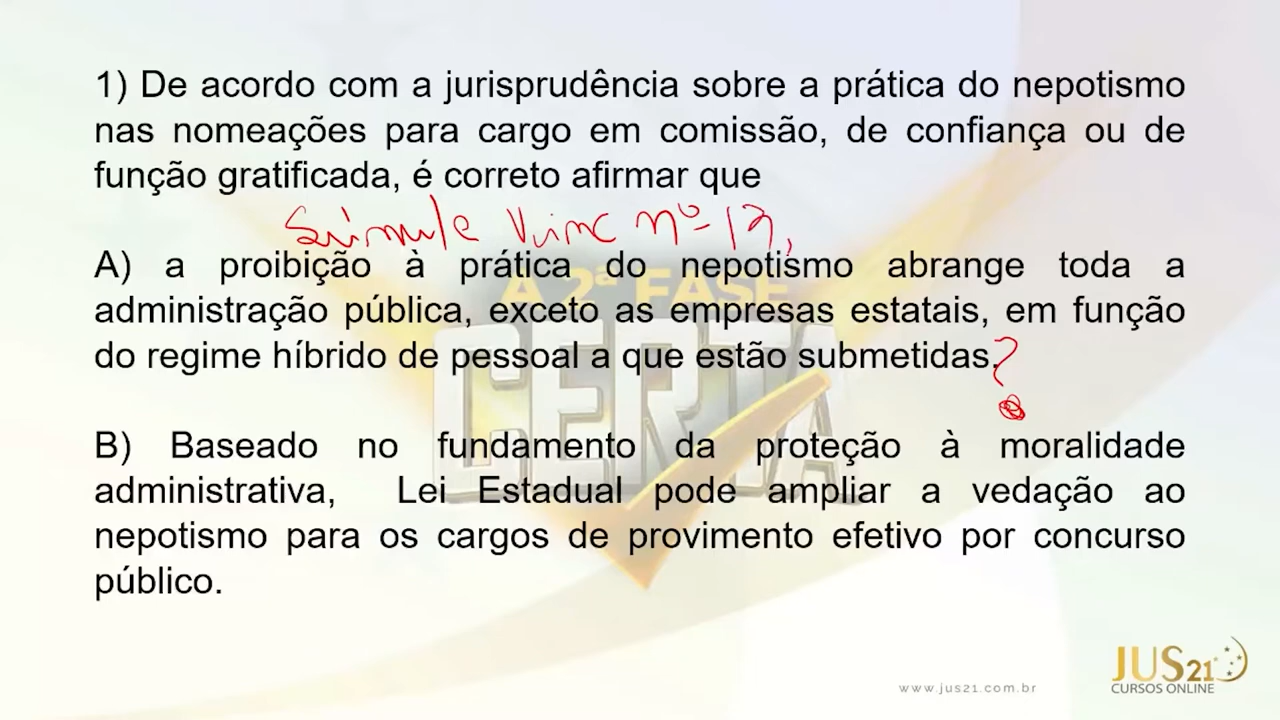 1) De acordo com a jurisprudência sobre a prática do nepotismo
nas nomeações para cargo em comissão, de confiança ou de
função gratificada, é correto afirmar que
Súmula Vinc nº 13,
A) a proibição à prática do nepotismo abrange toda a
administração pública, exceto as empresas estatais, em função
do regime híbrido de pessoal a que estão submetidas.?
A 2ª FASE
CERTA
B) Baseado no fundamento da proteção à moralidade
administrativa, Lei Estadual pode ampliar a vedação ao
nepotismo para os cargos de provimento efetivo por concurso
público.
JUS21
CURSOS ONLINE
www.jus21.com.br